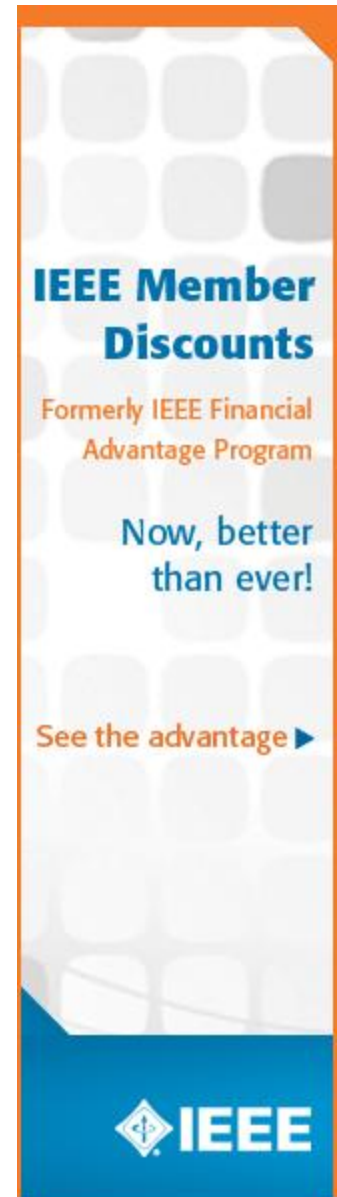 IEEE Member
Discounts
Formerly IEEE Financial
Advantage Program
Now, better
than ever!
See the advantage
IEEE